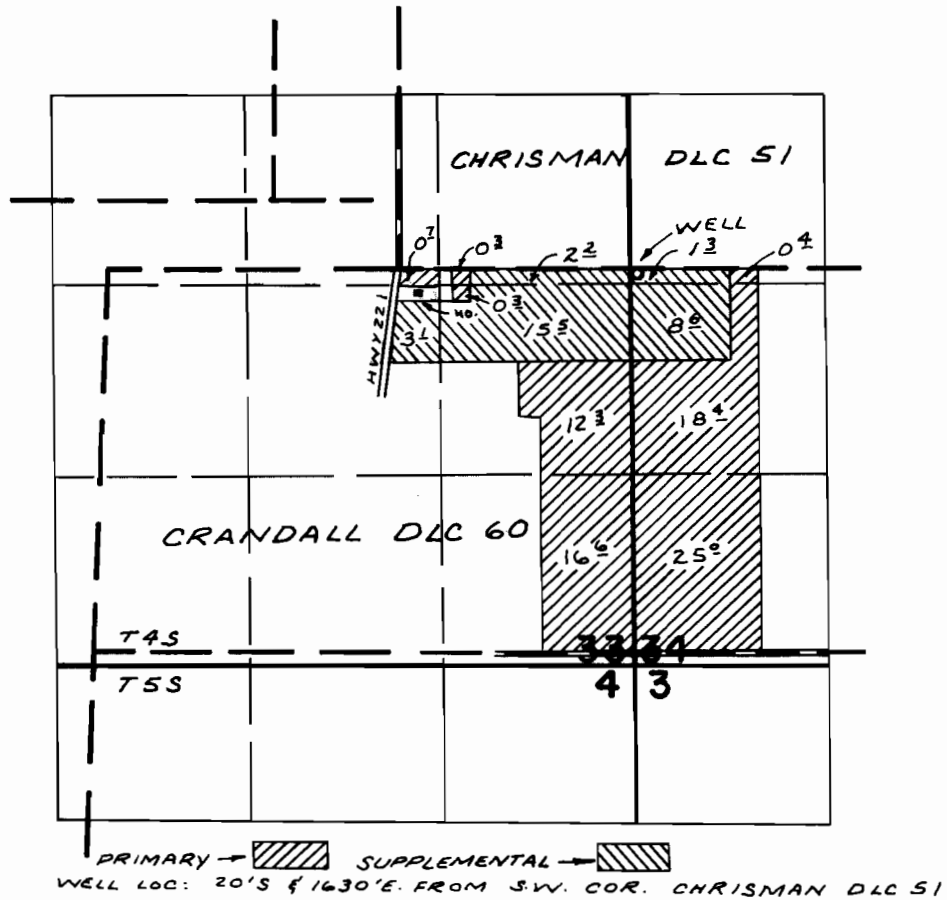 CHRISMAN DLC 51
WELL
0 7
0 3
2 2
1 3
0 4
HO.
0 3
HWY 221
3 1
15 5
8 6
12 3
18 4
CRANDALL DLC 60
16 6
25 0
T4S
33 34
T5S
4 3
PRIMARY → SUPPLEMENTAL →
WELL LOC: 20'S & 1630'E. FROM S.W. COR. CHRISMAN DLC 51